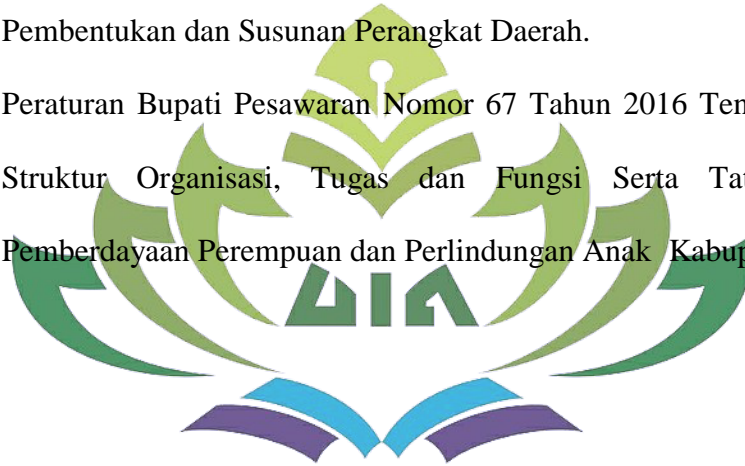 Pembentukan dan Susunan Perangkat Daerah.
Peraturan Bupati Pesawaran Nomor 67 Tahun 2016 Ten
Struktur Organisasi, Tugas dan Fungsi Serta Tat
Pemberdayaan Perempuan dan Perlindungan Anak Kabup
UIN